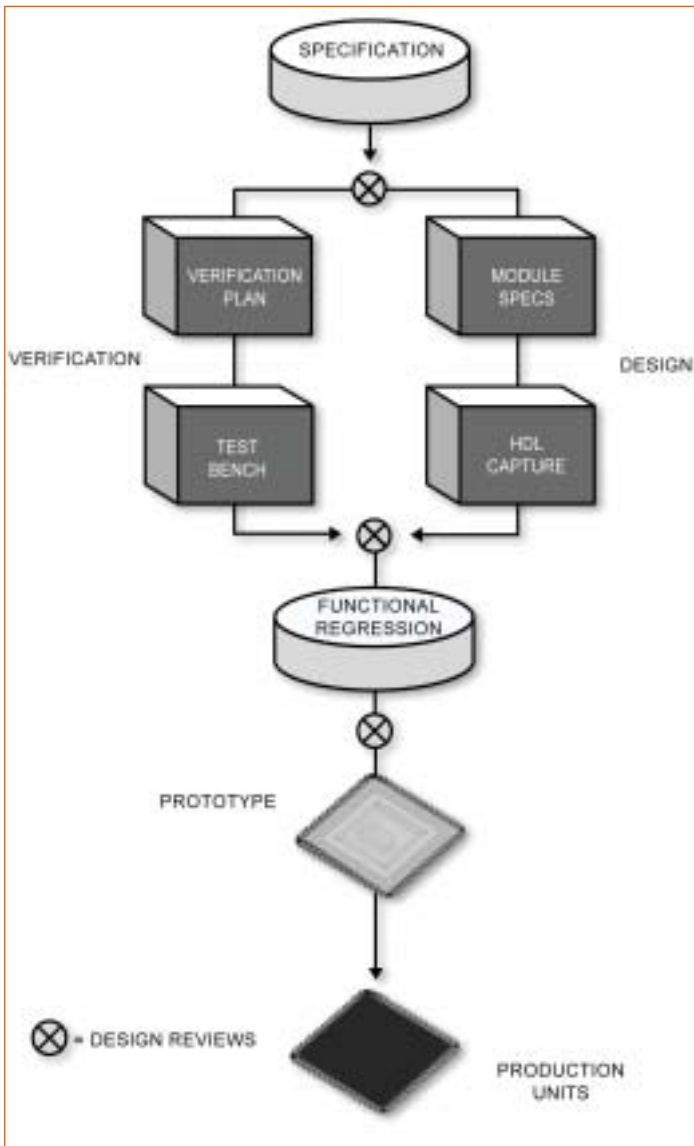 SPECIFICATION
VERIFICATION
PLAN
MODULE
SPECS
VERIFICATION
DESIGN
TEST
BENCH
HDL
CAPTURE
FUNCTIONAL
REGRESSION
PROTOTYPE
= DESIGN REVIEWS
PRODUCTION
UNITS